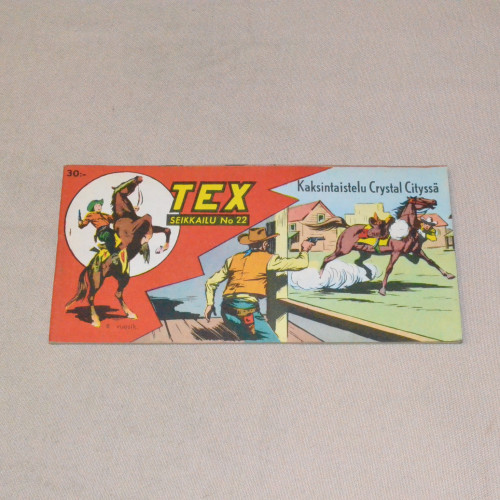 30:-
TEX
SEIKKAILU No 22
Kaksintaistelu Crystal Cityssä